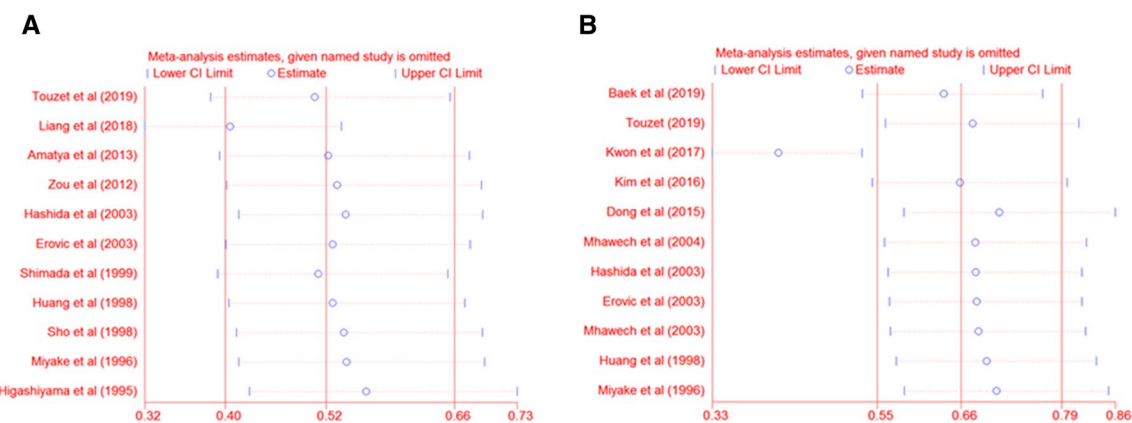 A
Meta-analysis estimates, given named study is omitted
Lower CI Limit Estimate Upper CI Limit
Touzet et al (2019)
Liang et al (2018)
Amatya et al (2013)
Zou et al (2012)
Hashida et al (2003)
Erovic et al (2003)
Shimada et al (1999)
Huang et al (1998)
Sho et al (1998)
Miyake et al (1996)
Higashiyama et al (1995)
0.32 0.40 0.52 0.66 0.73
B
Meta-analysis estimates, given named study is omitted
Lower CI Limit Estimate Upper CI Limit
Baek et al (2019)
Touzet (2019)
Kwon et al (2017)
Kim et al (2016)
Dong et al (2015)
Mhawech et al (2004)
Hashida et al (2003)
Erovic et al (2003)
Mhawech et al (2003)
Huang et al (1998)
Miyake et al (1996)
0.33 0.55 0.66 0.79 0.86